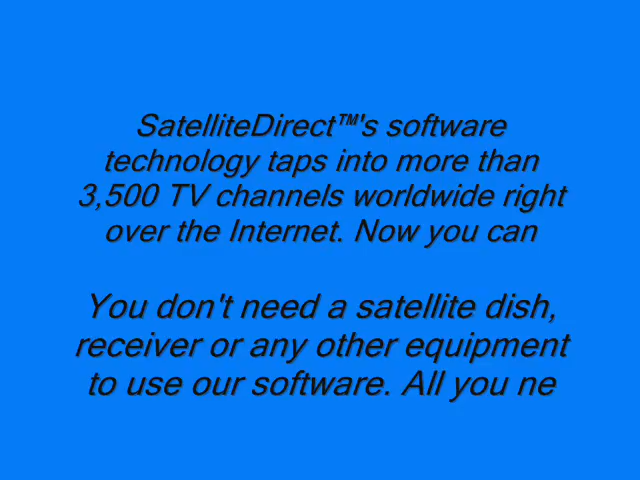 SatelliteDirect™'s software
technology taps into more than
3,500 TV channels worldwide right
over the Internet. Now you can
You don't need a satellite dish,
receiver or any other equipment
to use our software. All you ne